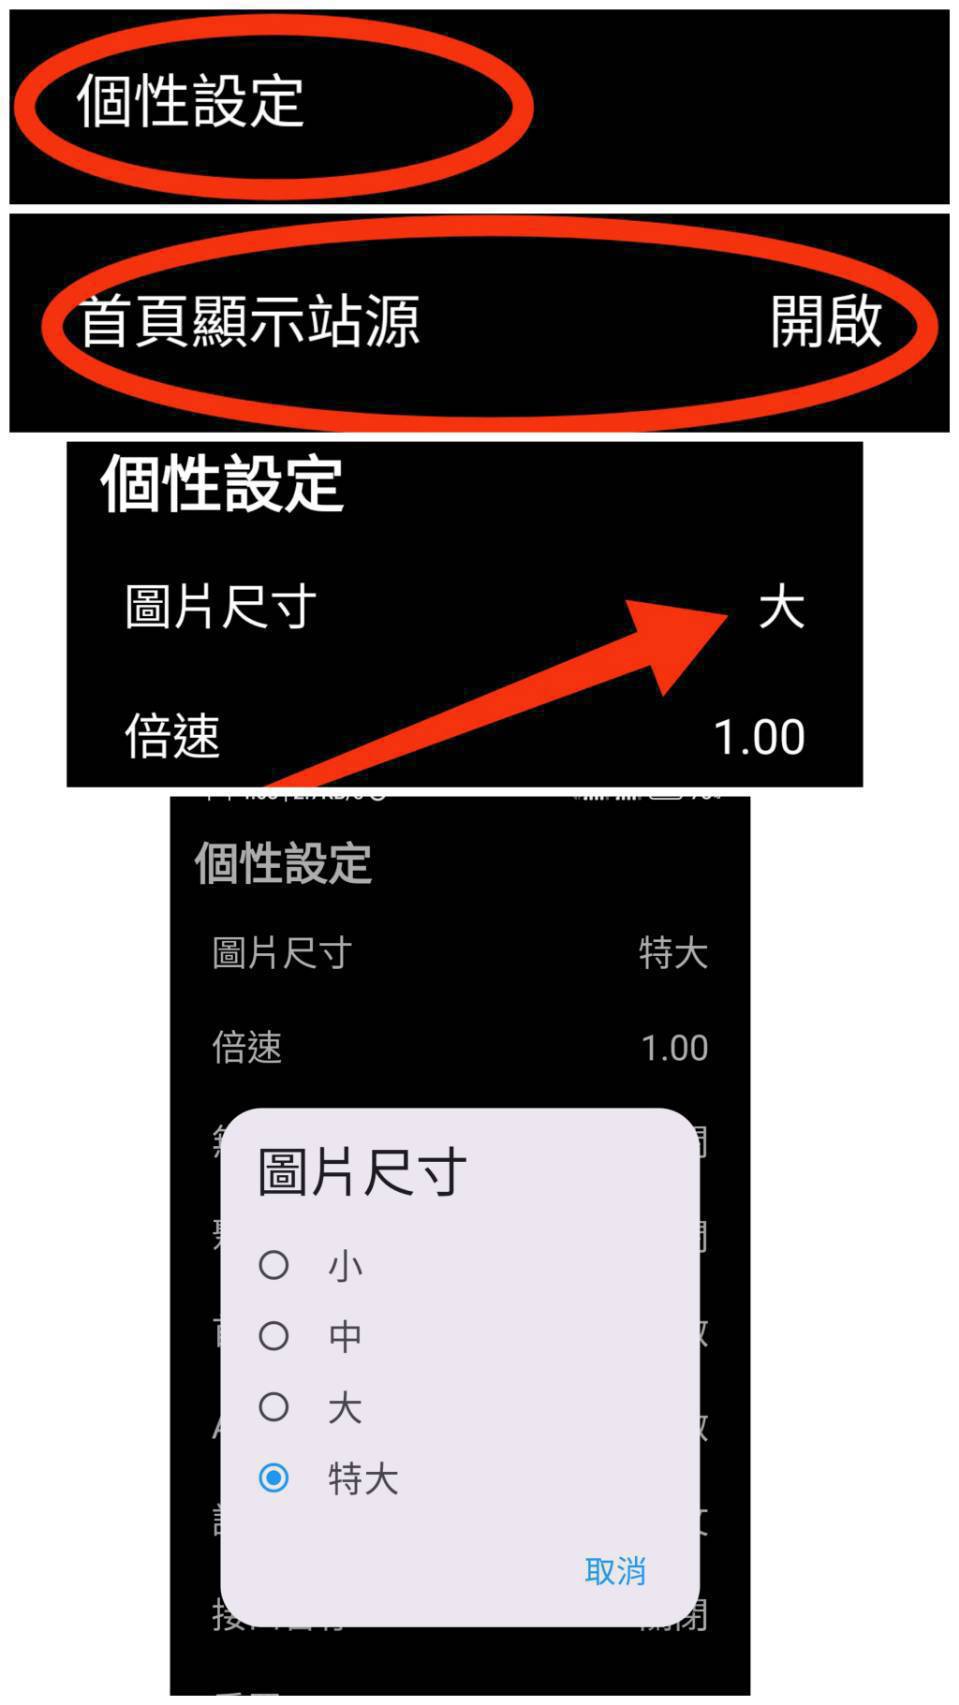 個性設定
首頁顯示站源 開啟
個性設定
圖片尺寸 大
倍速 1.00
個性設定
圖片尺寸 特大
倍速 1.00
圖片尺寸
小
中
大
特大
取消